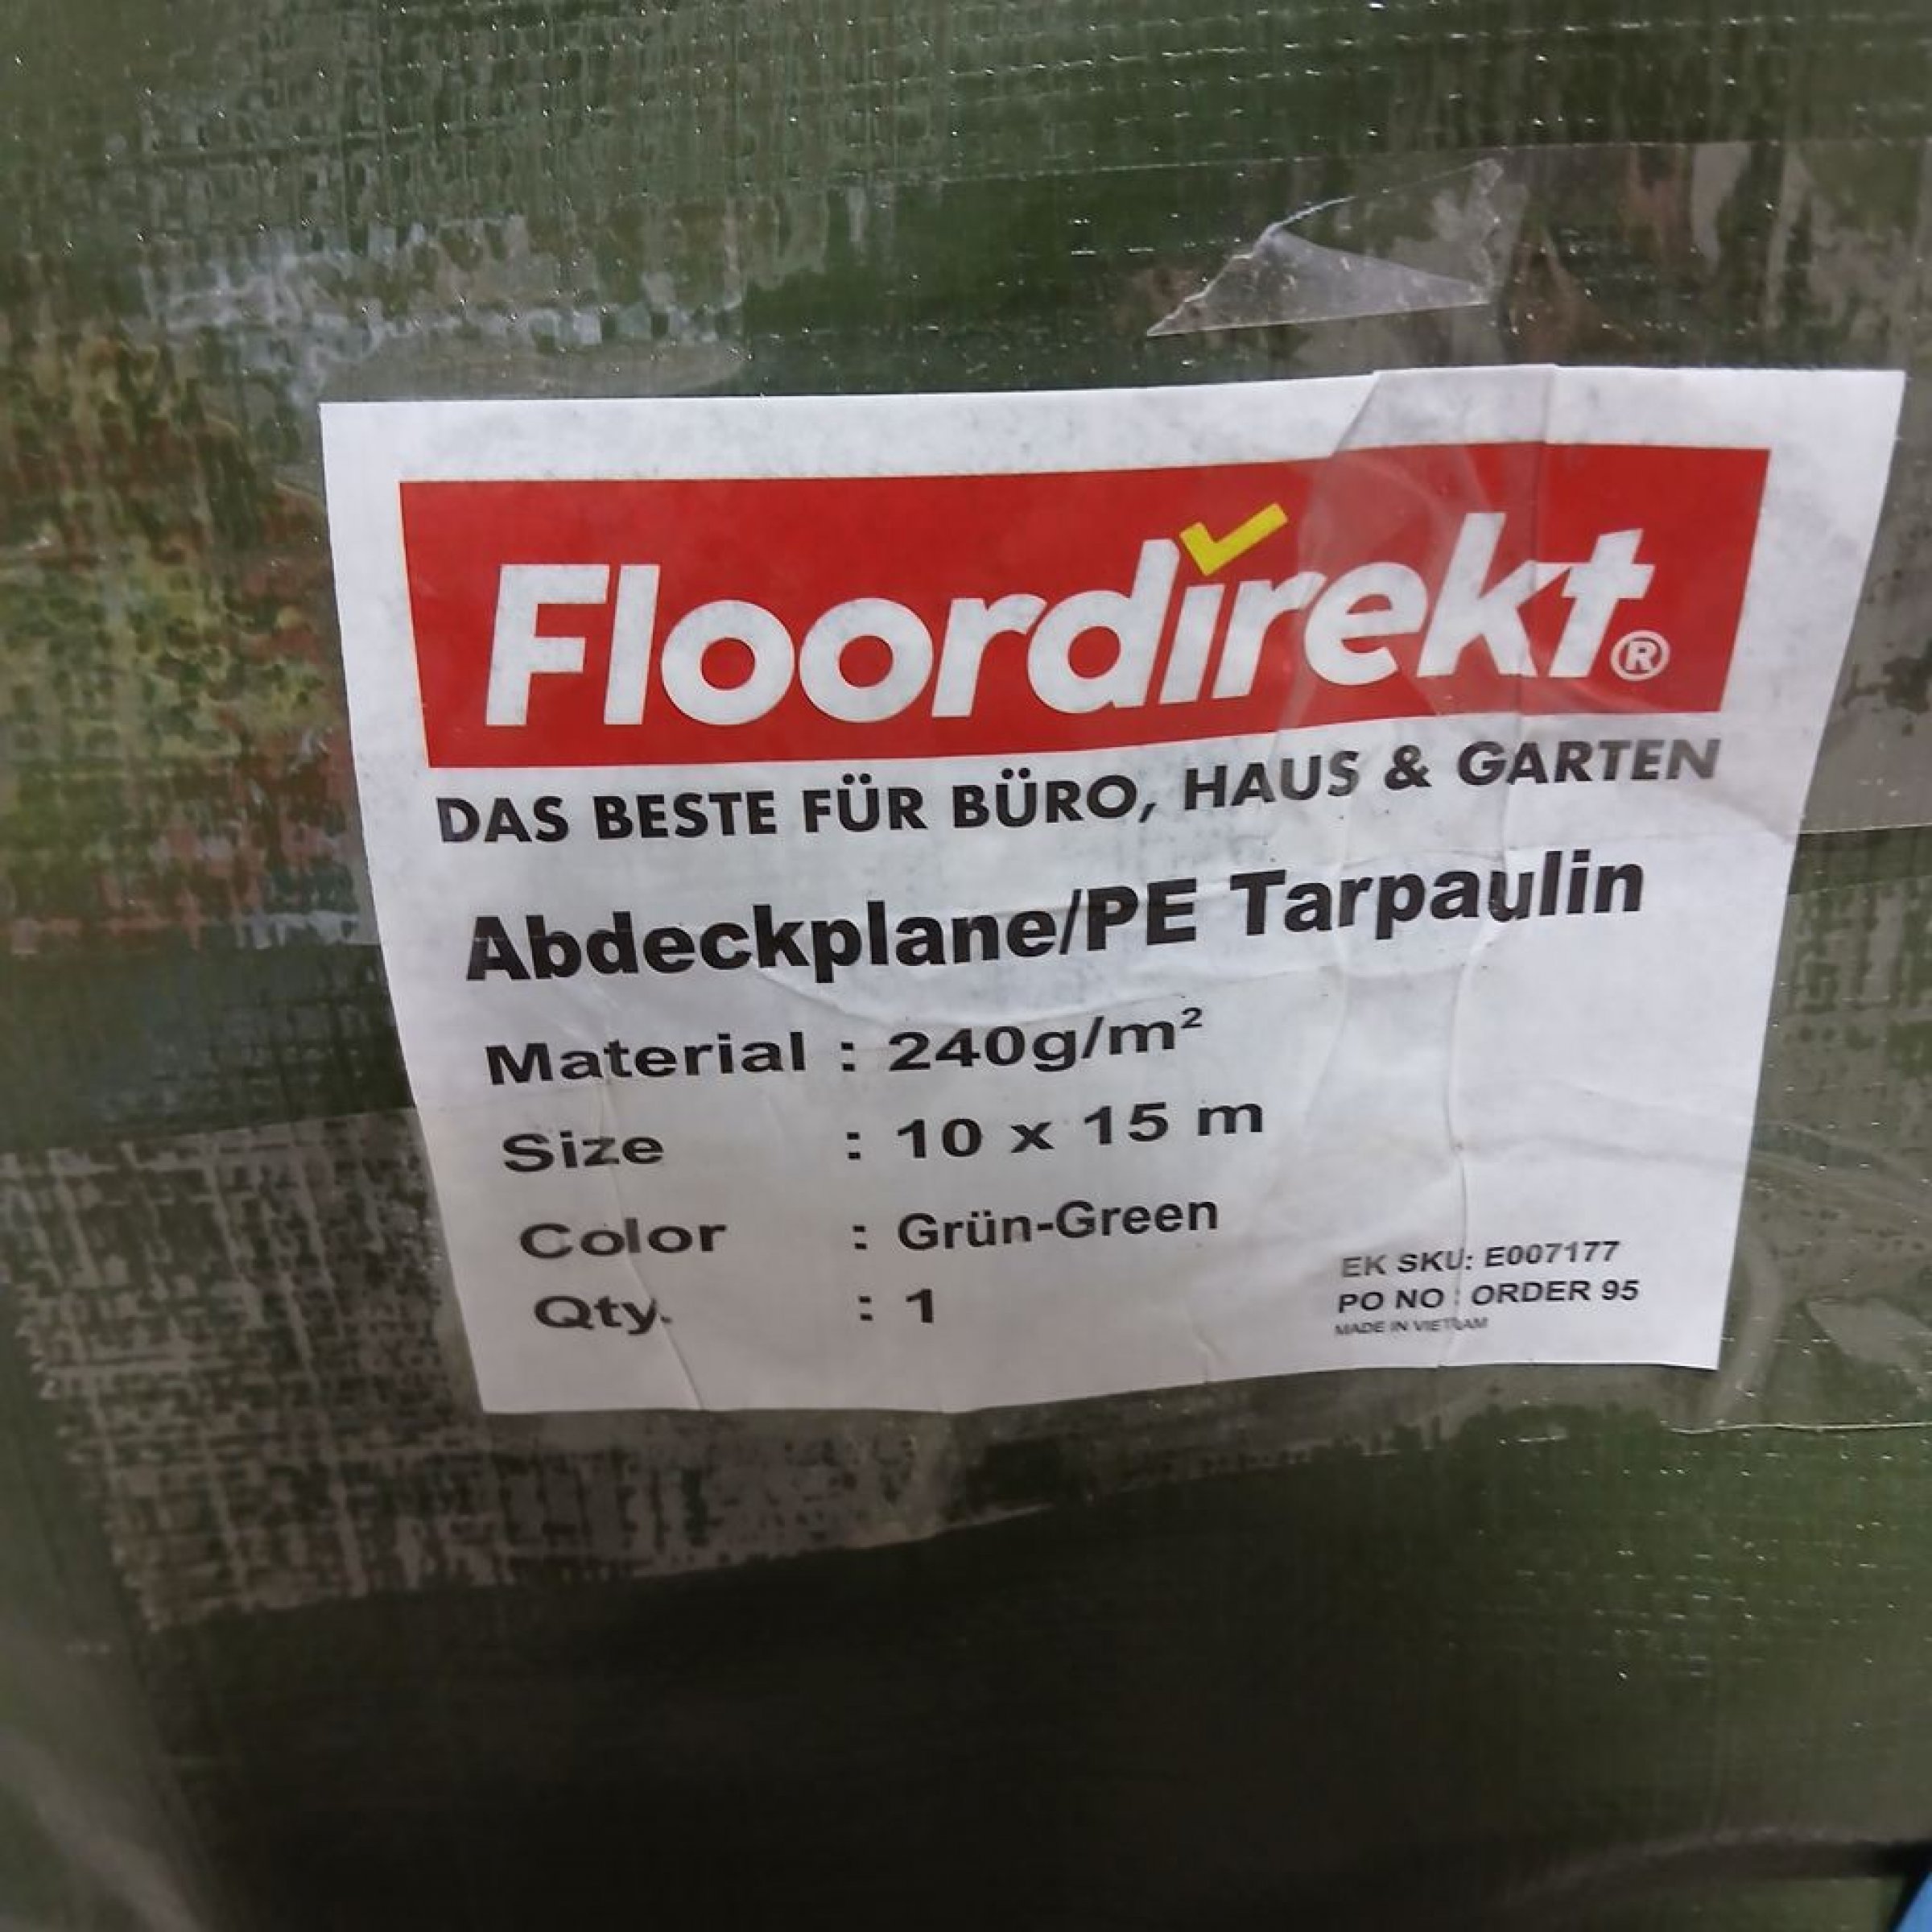 Floordirekt®
DAS BESTE FÜR BÜRO, HAUS & GARTEN
Abdeckplane/PE Tarpaulin
Material : 240g/m²
Size : 10 x 15 m
Color : Grün-Green
Qty. : 1
EK SKU: E007177
PO NO : ORDER 95
MADE IN VIETNAM